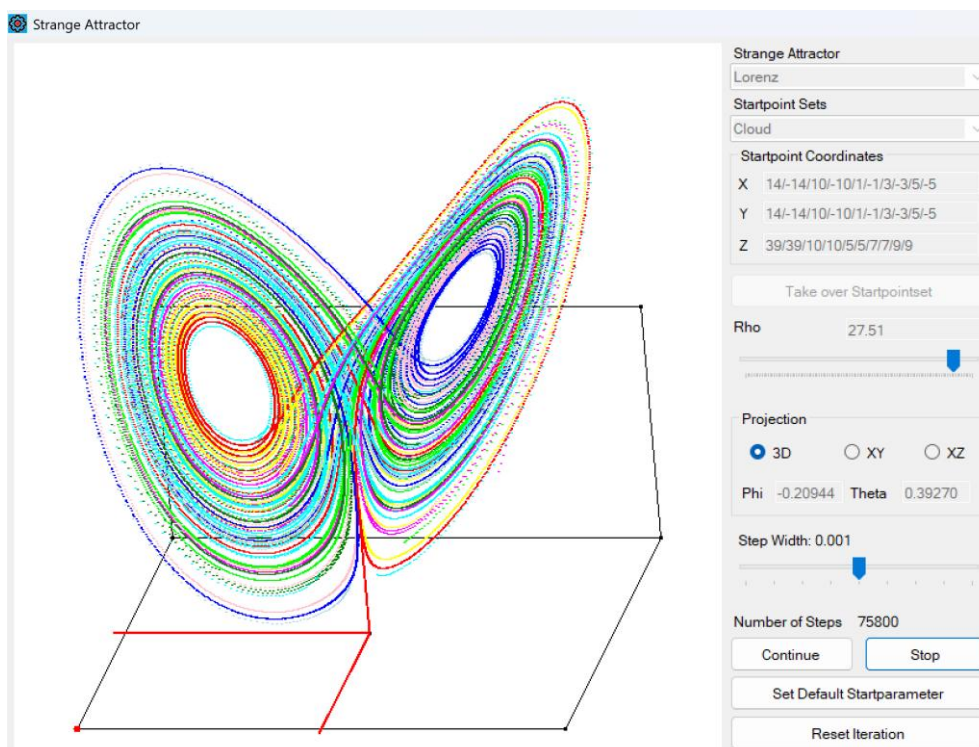 Strange Attractor
Strange Attractor
Lorenz
Startpoint Sets
Cloud
Startpoint Coordinates
X 14/-14/10/-10/1/-1/3/-3/5/-5
Y 14/-14/10/-10/1/-1/3/-3/5/-5
Z 39/39/10/10/5/5/7/7/9/9
Take over Startpointset
Rho 27.51
Projection
3D XY XZ
Phi -0.20944 Theta 0.39270
Step Width: 0.001
Number of Steps 75800
Continue Stop
Set Default Startparameter
Reset Iteration